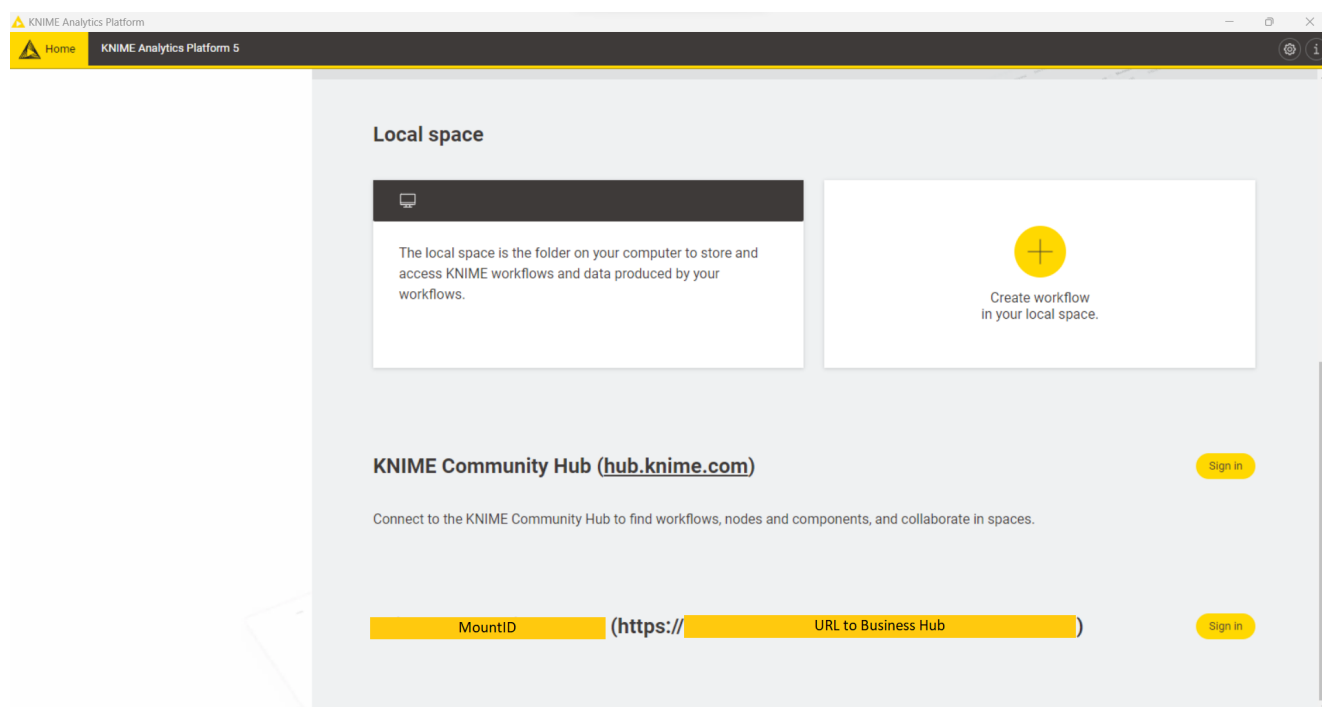 KNIME Analytics Platform
Home
KNIME Analytics Platform 5
Local space
The local space is the folder on your computer to store and
access KNIME workflows and data produced by your
workflows.
Create workflow
in your local space.
KNIME Community Hub (hub.knime.com)
Sign in
Connect to the KNIME Community Hub to find workflows, nodes and components, and collaborate in spaces.
MountID (https:// URL to Business Hub )
Sign in